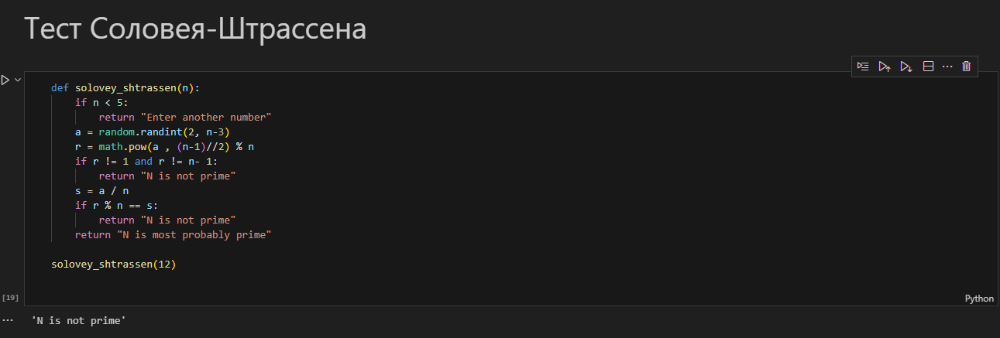 Тест Соловея-Штрассена
def solovey_shtrassen(n):
if n < 5:
return "Enter another number"
a = random.randint(2, n-3)
r = math.pow(a , (n-1)//2) % n
if r != 1 and r != n- 1:
return "N is not prime"
s = a / n
if r % n == s:
return "N is not prime"
return "N is most probably prime"
solovey_shtrassen(12)
[19]
Python
... 'N is not prime'